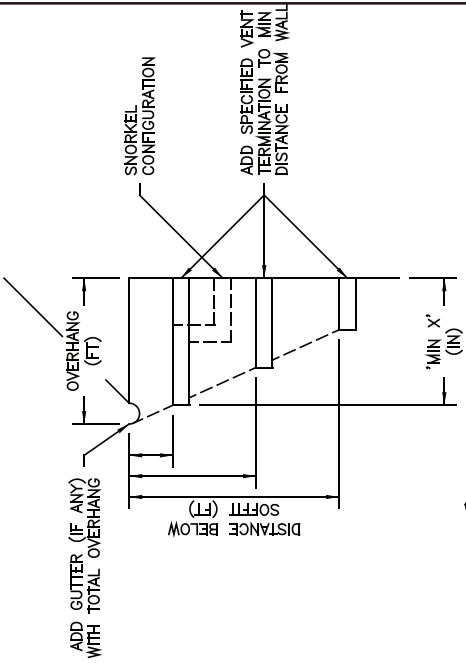 ADD GUTTER (IF ANY)
WITH TOTAL OVERHANG
OVERHANG
(FT)
SNORKEL
CONFIGURATION
ADD SPECIFIED VENT
TERMINATION TO MIN
DISTANCE FROM WALL
DISTANCE BELOW
SOFFIT (FT)
'MIN X'
(IN)